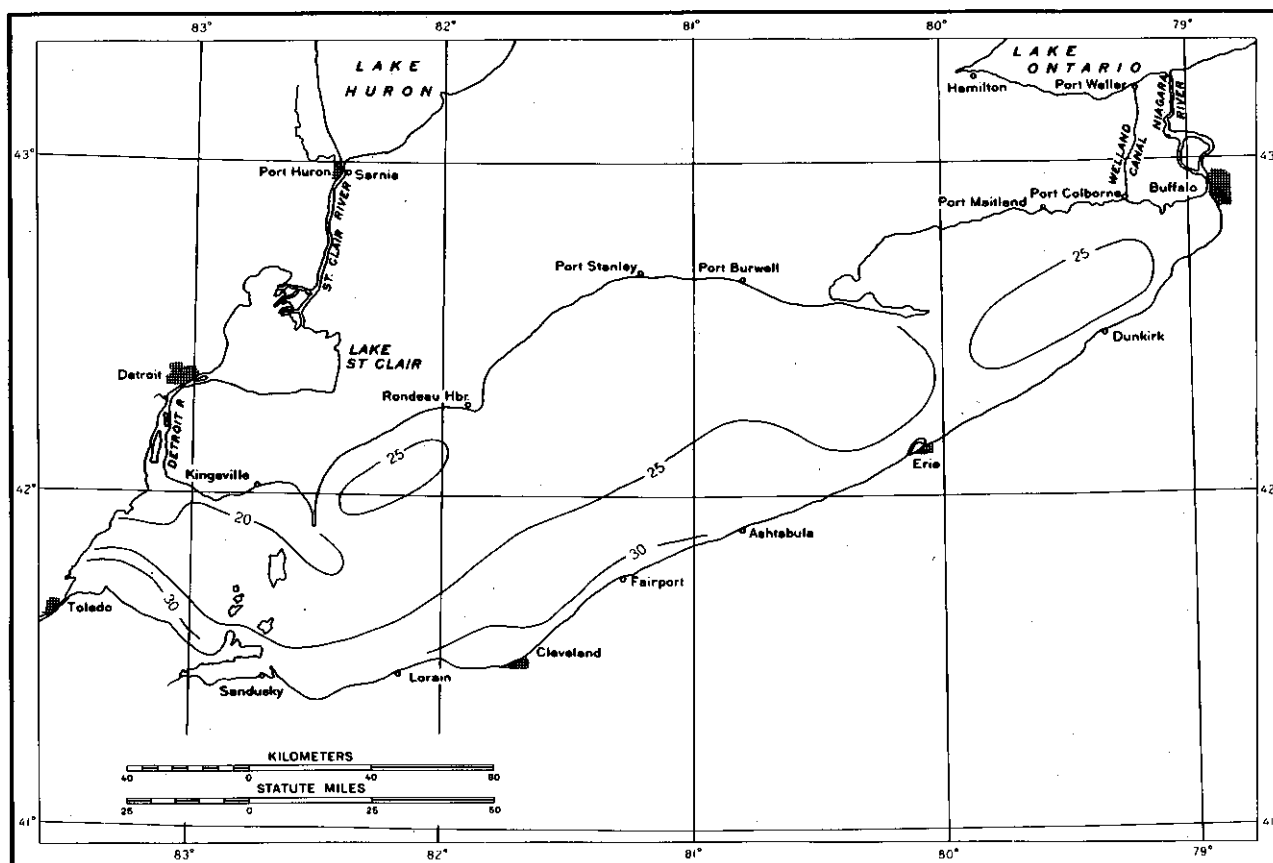 83°
82°
81°
80°
79°
LAKE
HURON
LAKE
ONTARIO
Hamilton
Port Weller
NIAGARA
RIVER
WELLAND
CANAL
43°
43°
Port Huron
Sarnia
ST. CLAIR RIVER
Port Maitland
Port Colborne
Buffalo
Port Stanley
Port Burwell
25
Dunkirk
LAKE
ST CLAIR
Detroit
DETROIT R
Rondeau Hbr.
25
25
Erie
Kingsville
42°
42°
20
30
Ashtabula
Fairport
Toledo
30
Cleveland
Sandusky
Lorain
KILOMETERS
40 0 40 80
STATUTE MILES
25 0 25 50
41°
41°
83°
82°
81°
80°
79°